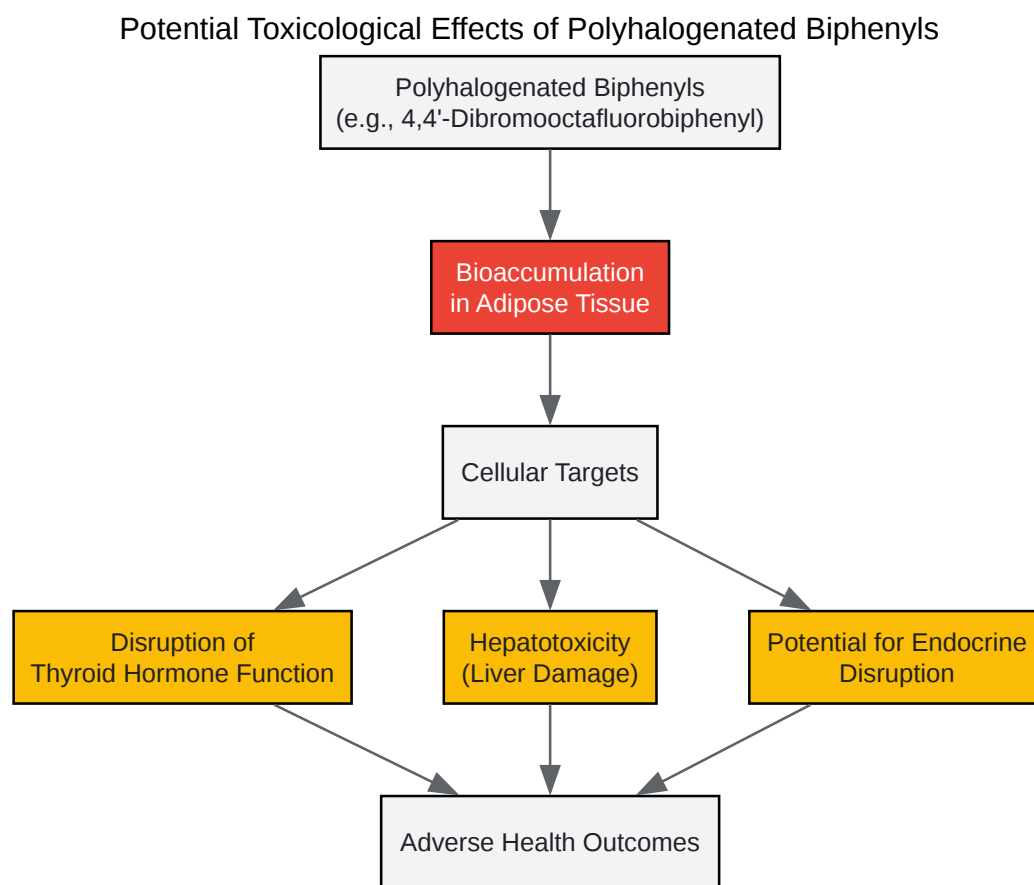 Potential Toxicological Effects of Polyhalogenated Biphenyls
Polyhalogenated Biphenyls
(e.g., 4,4'-Dibromooctafluorobiphenyl)
Bioaccumulation
in Adipose Tissue
Cellular Targets
Disruption of
Thyroid Hormone Function
Hepatotoxicity
(Liver Damage)
Potential for Endocrine
Disruption
Adverse Health Outcomes